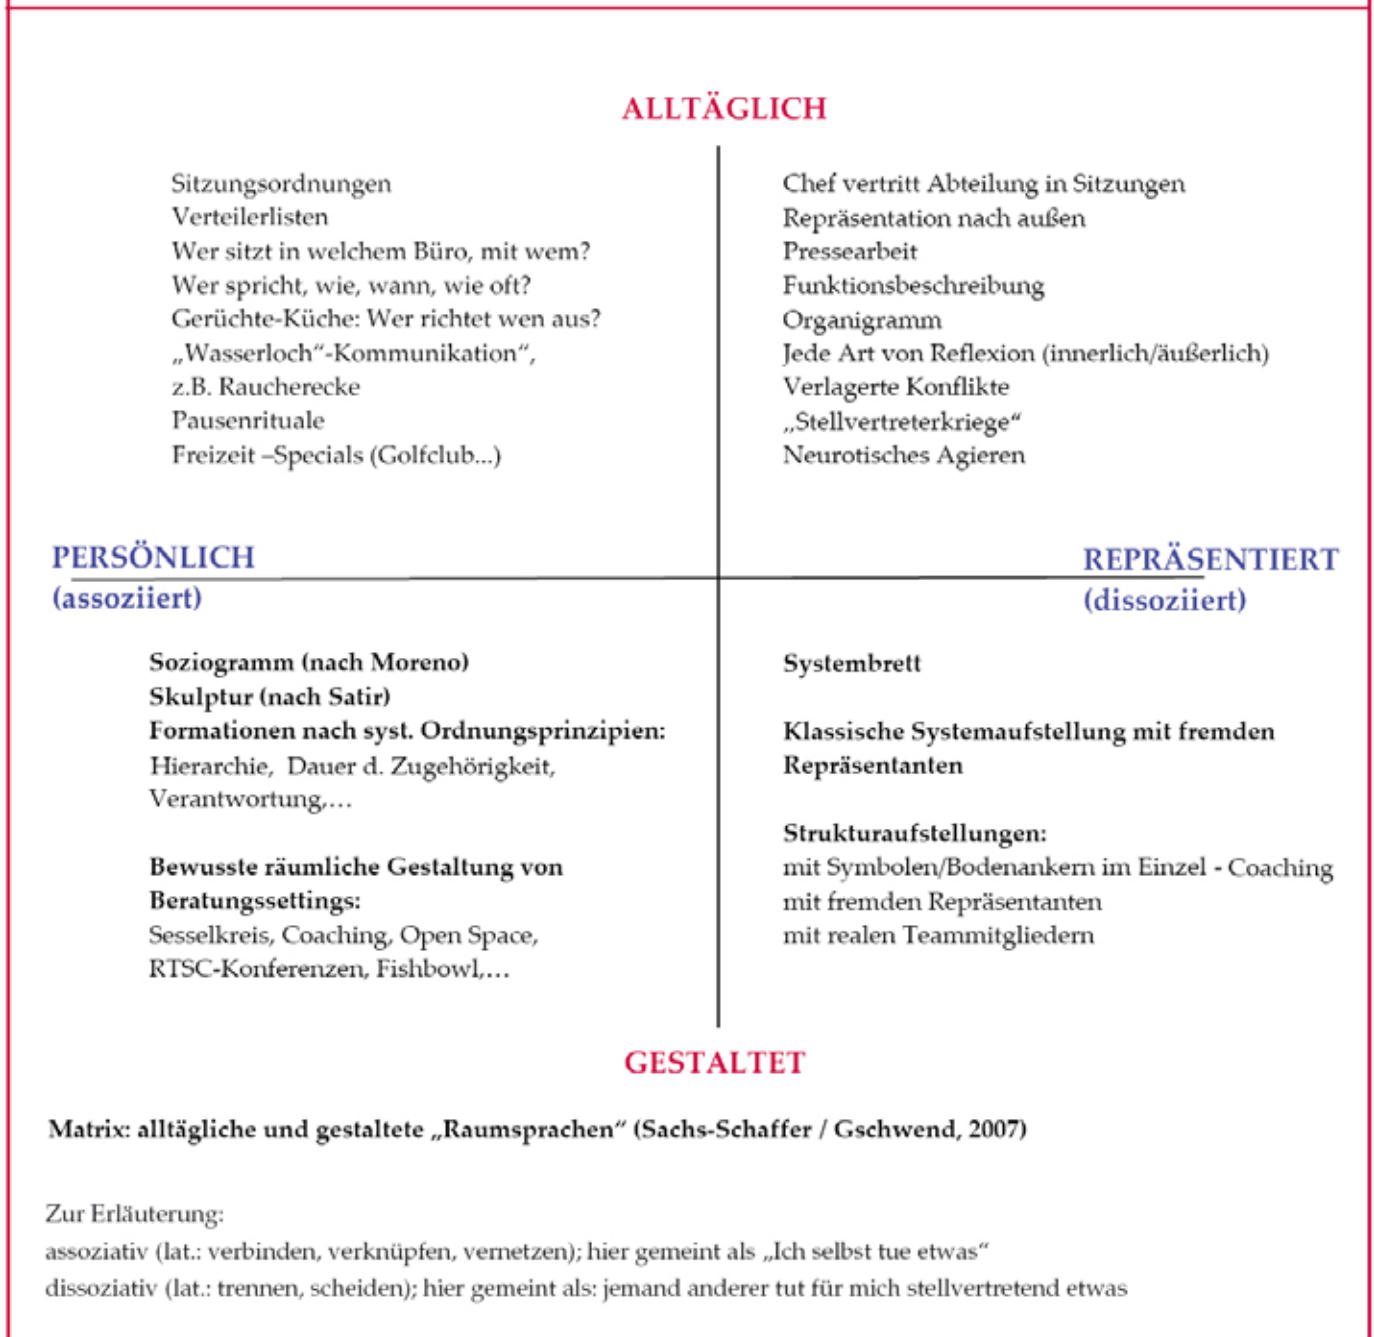 ALLTÄGLICH
Sitzungsordnungen
Verteilerlisten
Wer sitzt in welchem Büro, mit wem?
Wer spricht, wie, wann, wie oft?
Gerüchte-Küche: Wer richtet wen aus?
„Wasserloch“-Kommunikation“,
z.B. Raucherecke
Pausenrituale
Freizeit –Specials (Golfclub...)
Chef vertritt Abteilung in Sitzungen
Repräsentation nach außen
Pressearbeit
Funktionsbeschreibung
Organigramm
Jede Art von Reflexion (innerlich/äußerlich)
Verlagerte Konflikte
„Stellvertreterkriege“
Neurotisches Agieren
PERSÖNLICH
(assoziiert)
REPRÄSENTIERT
(dissoziiert)
Soziogramm (nach Moreno)
Skulptur (nach Satir)
Formationen nach syst. Ordnungsprinzipien:
Hierarchie, Dauer d. Zugehörigkeit,
Verantwortung,…
Bewusste räumliche Gestaltung von
Beratungssettings:
Sesselkreis, Coaching, Open Space,
RTSC-Konferenzen, Fishbowl,…
Systembrett
Klassische Systemaufstellung mit fremden
Repräsentanten
Strukturaufstellungen:
mit Symbolen/Bodenankern im Einzel - Coaching
mit fremden Repräsentanten
mit realen Teammitgliedern
GESTALTET
Matrix: alltägliche und gestaltete „Raumsprachen“ (Sachs-Schaffer / Gschwend, 2007)
Zur Erläuterung:
assoziativ (lat.: verbinden, verknüpfen, vernetzen); hier gemeint als „Ich selbst tue etwas“
dissoziativ (lat.: trennen, scheiden); hier gemeint als: jemand anderer tut für mich stellvertretend etwas